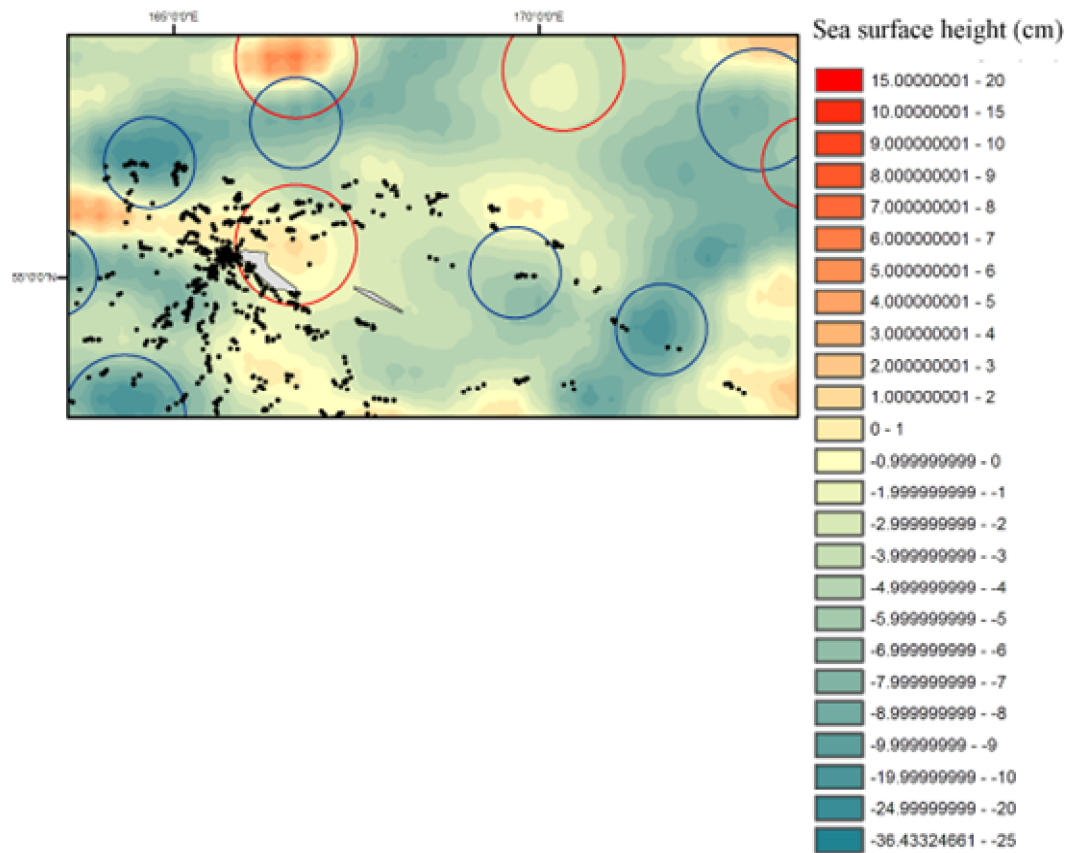 165°0'0"E
170°0'0"E
55°0'0"N
Sea surface height (cm)
15.00000001 - 20
10.00000001 - 15
9.000000001 - 10
8.000000001 - 9
7.000000001 - 8
6.000000001 - 7
5.000000001 - 6
4.000000001 - 5
3.000000001 - 4
2.000000001 - 3
1.000000001 - 2
0 - 1
-0.999999999 - 0
-1.999999999 - -1
-2.999999999 - -2
-3.999999999 - -3
-4.999999999 - -4
-5.999999999 - -5
-6.999999999 - -6
-7.999999999 - -7
-8.999999999 - -8
-9.99999999 - -9
-19.99999999 - -10
-24.99999999 - -20
-36.43324661 - -25